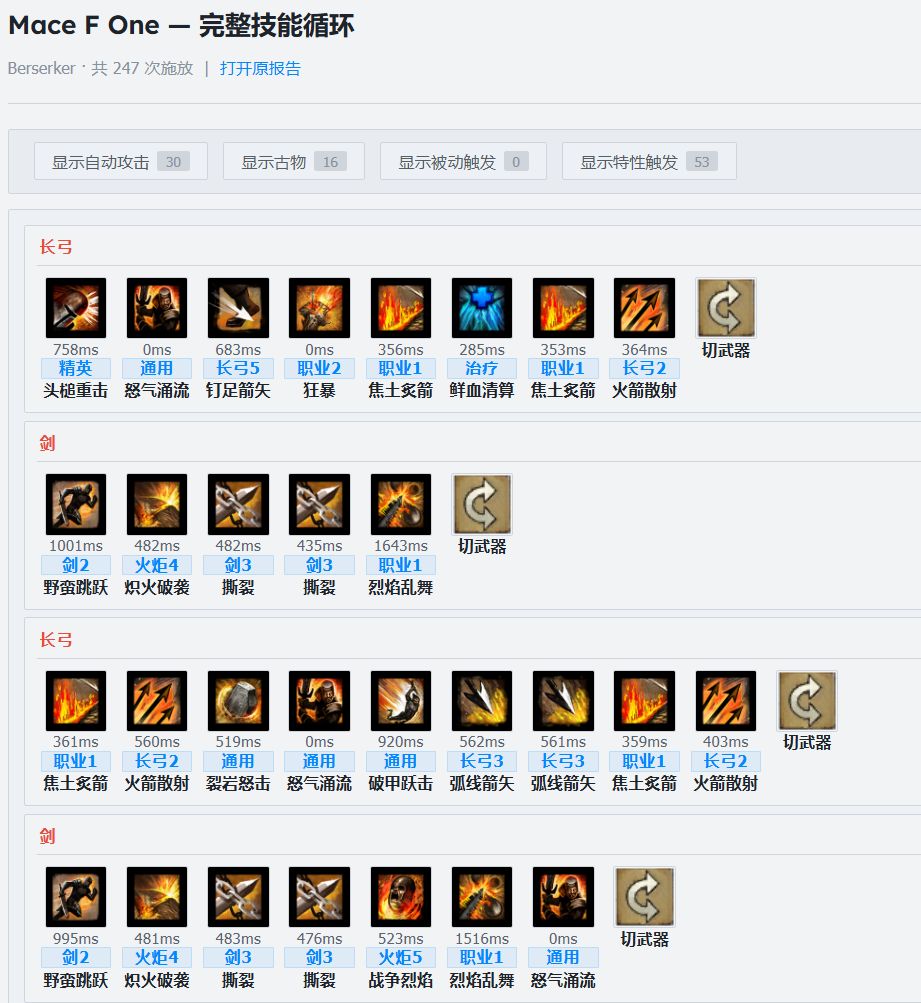 Mace F One — 完整技能循环
Berserker · 共 247 次施放 | 打开原报告
显示自动攻击 30 显示古物 16 显示被动触发 0 显示特性触发 53
长弓
758ms 0ms 683ms 0ms 356ms 285ms 353ms 364ms 切武器
精英 通用 长弓5 职业2 职业1 治疗 职业1 长弓2
头槌重击 怒气涌流 钉足箭矢 狂暴 焦土炙箭 鲜血清算 焦土炙箭 火箭散射
剑
1001ms 482ms 482ms 435ms 1643ms 切武器
剑2 火炬4 剑3 剑3 职业1
野蛮跳跃 炽火破袭 撕裂 撕裂 烈焰乱舞
长弓
361ms 560ms 519ms 0ms 920ms 562ms 561ms 359ms 403ms 切武器
职业1 长弓2 通用 通用 通用 长弓3 长弓3 职业1 长弓2
焦土炙箭 火箭散射 裂岩怒击 怒气涌流 破甲跃击 弧线箭矢 弧线箭矢 焦土炙箭 火箭散射
剑
995ms 481ms 483ms 476ms 523ms 1516ms 0ms 切武器
剑2 火炬4 剑3 剑3 火炬5 职业1 通用
野蛮跳跃 炽火破袭 撕裂 撕裂 战争烈焰 烈焰乱舞 怒气涌流